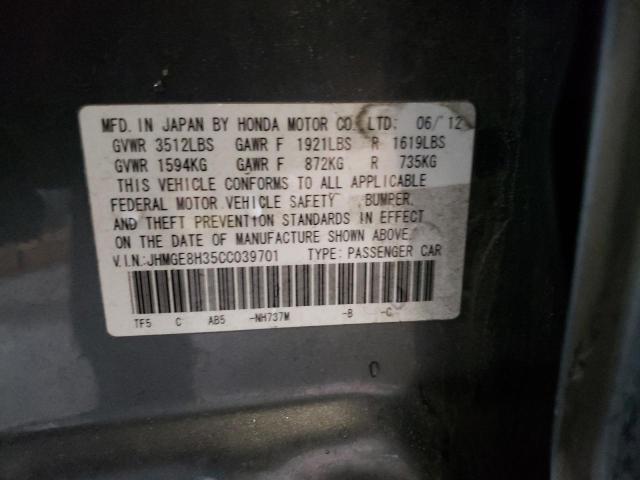 MFD. IN JAPAN BY HONDA MOTOR CO. LTD. 06/12
GVWR 3512LBS GAWR F 1921LBS R 1619LBS
GVWR 1594KG GAWR F 872KG R 735KG
THIS VEHICLE CONFORMS TO ALL APPLICABLE
FEDERAL MOTOR VEHICLE SAFETY, BUMPER,
AND THEFT PREVENTION STANDARDS IN EFFECT
ON THE DATE OF MANUFACTURE SHOWN ABOVE.
V.I.N.:JHMGE8H35CC039701 TYPE: PASSENGER CAR
TF5 C AB5 -NH737M -B -C